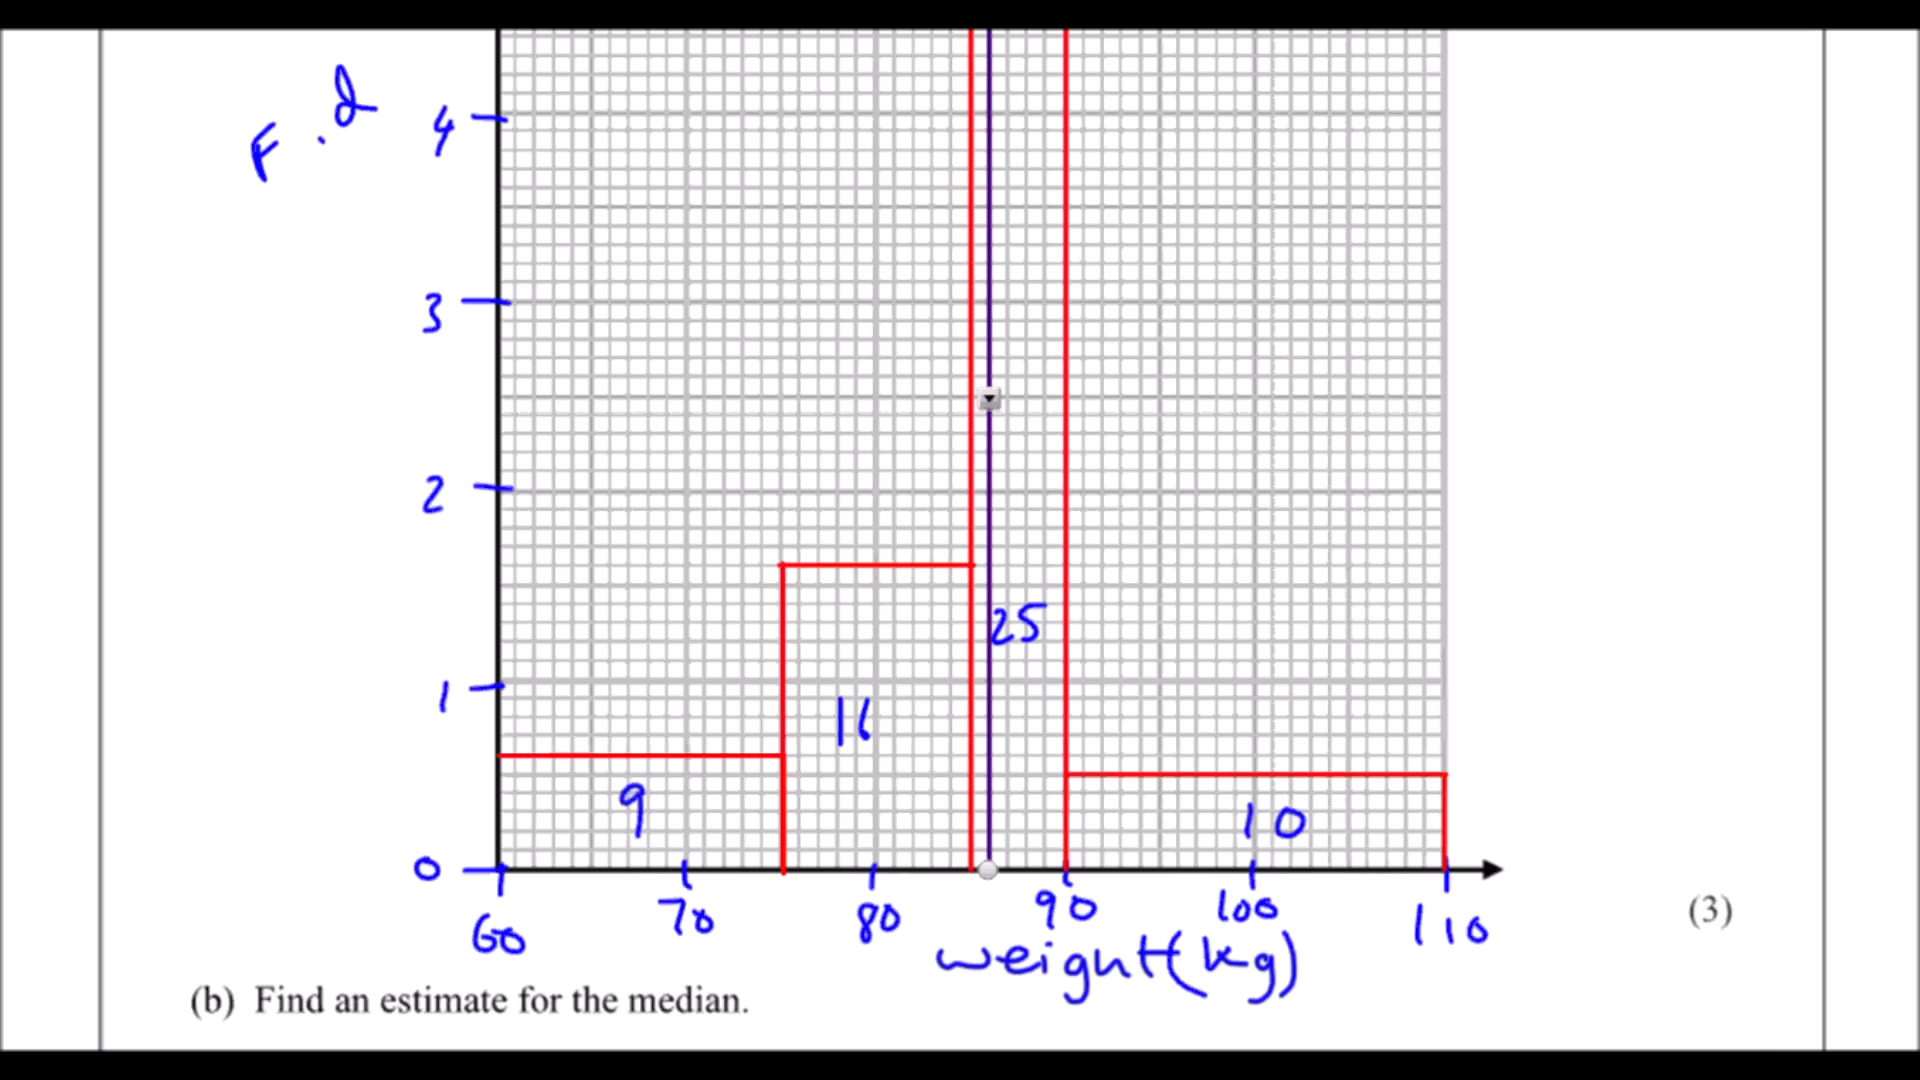 F.d
4
3
2
1
0
25
16
9
10
60 70 80 90 100 110
weight(kg)
(3)
(b) Find an estimate for the median.